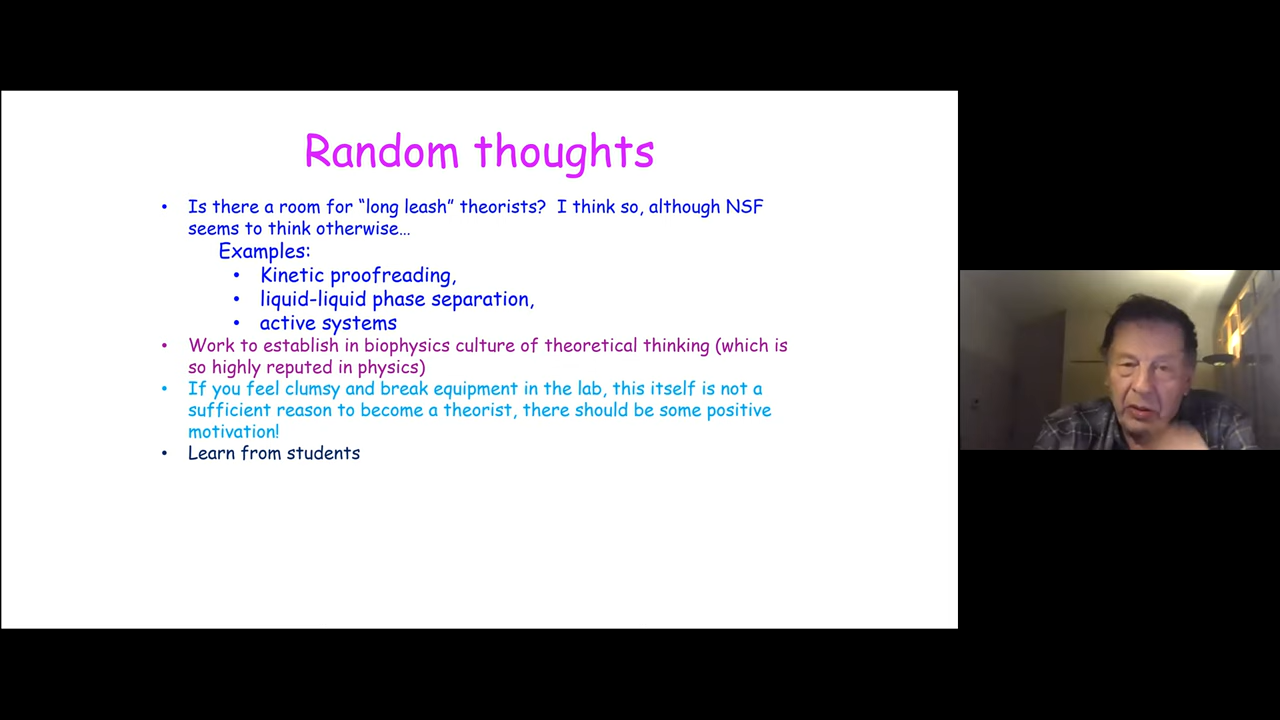 Random thoughts
• Is there a room for “long leash” theorists?  I think so, although NSF
seems to think otherwise…
Examples:
• Kinetic proofreading,
• liquid-liquid phase separation,
• active systems
• Work to establish in biophysics culture of theoretical thinking (which is
so highly reputed in physics)
• If you feel clumsy and break equipment in the lab, this itself is not a
sufficient reason to become a theorist, there should be some positive
motivation!
• Learn from students